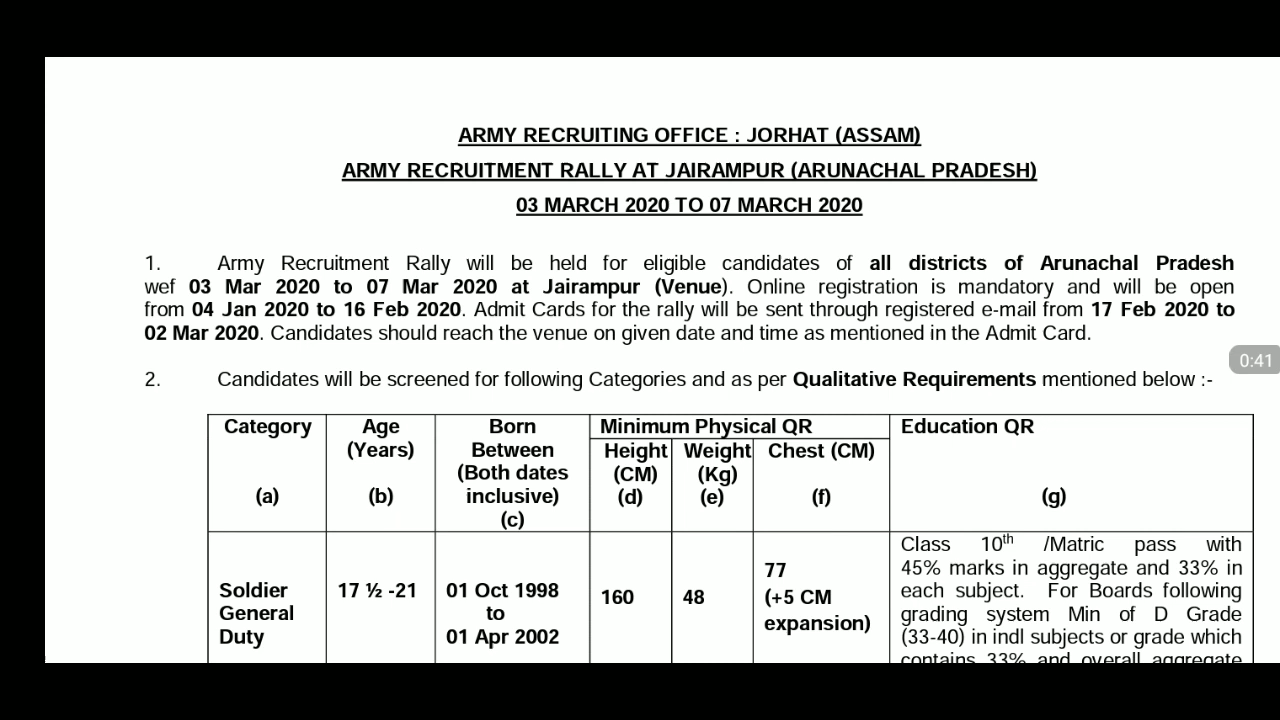 ARMY RECRUITING OFFICE : JORHAT (ASSAM)
ARMY RECRUITMENT RALLY AT JAIRAMPUR (ARUNACHAL PRADESH)
03 MARCH 2020 TO 07 MARCH 2020
1. Army Recruitment Rally will be held for eligible candidates of all districts of Arunachal Pradesh
wef 03 Mar 2020 to 07 Mar 2020 at Jairampur (Venue). Online registration is mandatory and will be open
from 04 Jan 2020 to 16 Feb 2020. Admit Cards for the rally will be sent through registered e-mail from 17 Feb 2020 to
02 Mar 2020. Candidates should reach the venue on given date and time as mentioned in the Admit Card.
0:41
2. Candidates will be screened for following Categories and as per Qualitative Requirements mentioned below :-
Category
(a)
Age
(Years)
(b)
Born
Between
(Both dates
inclusive)
(c)
Minimum Physical QR
Height
(CM)
(d)
Weight
(Kg)
(e)
Chest (CM)
(f)
Education QR
(g)
Soldier
General
Duty
17 ½ -21
01 Oct 1998
to
01 Apr 2002
160
48
77
(+5 CM
expansion)
Class 10th /Matric pass with
45% marks in aggregate and 33% in
each subject. For Boards following
grading system Min of D Grade
(33-40) in indl subjects or grade which
contains 33% and overall aggregate